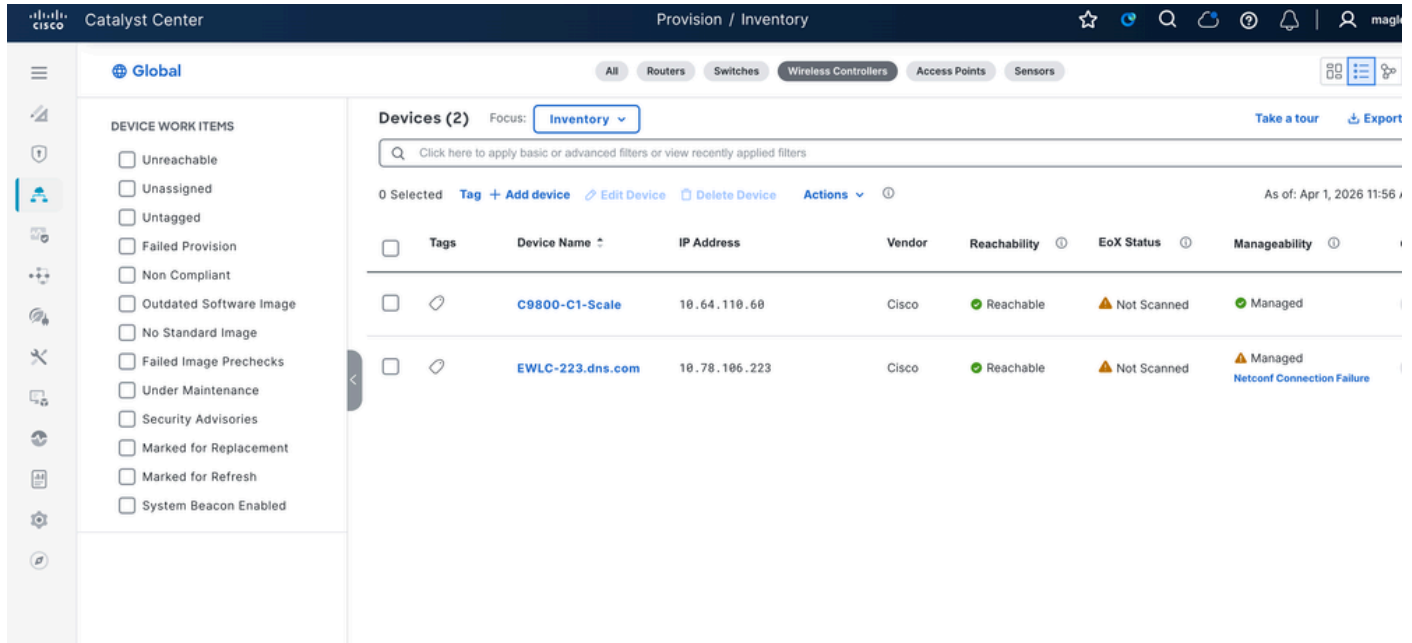 CISCO Catalyst Center Provision / Inventory
Global
All Routers Switches Wireless Controllers Access Points Sensors
DEVICE WORK ITEMS
Unreachable
Unassigned
Untagged
Failed Provision
Non Compliant
Outdated Software Image
No Standard Image
Failed Image Prechecks
Under Maintenance
Security Advisories
Marked for Replacement
Marked for Refresh
System Beacon Enabled
Devices (2) Focus: Inventory Take a tour Export
Click here to apply basic or advanced filters or view recently applied filters
0 Selected Tag + Add device Edit Device Delete Device Actions As of: Apr 1, 2026 11:56
Tags Device Name IP Address Vendor Reachability EoX Status Manageability
C9800-C1-Scale 10.64.110.60 Cisco Reachable Not Scanned Managed
EWLC-223.dns.com 10.78.106.223 Cisco Reachable Not Scanned Managed
Netconf Connection Failure